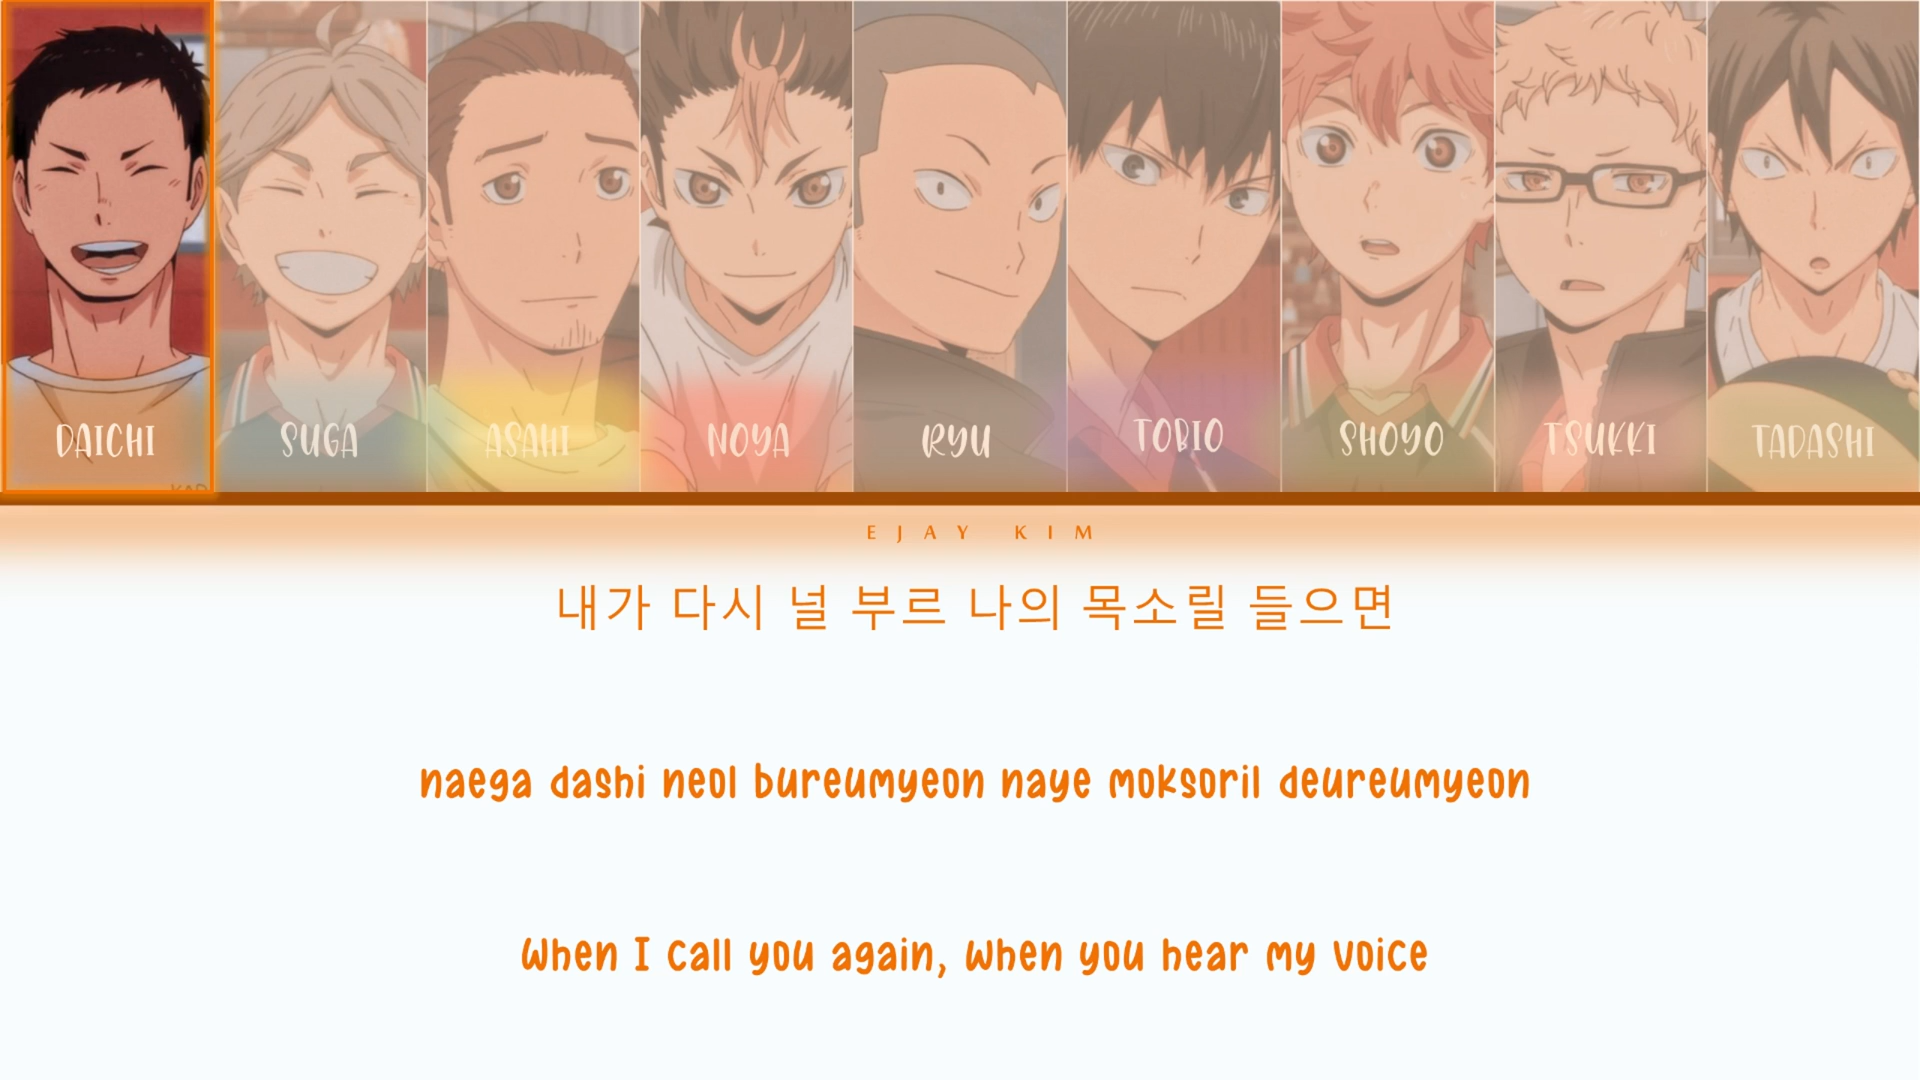 DAICHI
SUGA
ASAHI
NOYA
RYU
TOBIO
SHOYO
TSUKKI
TADASHI
EJAY KIM
내가 다시 널 부르 나의 목소릴 들으면
naega dashi neol bureumyeon naye moksoril deureumyeon
When I call you again, when you hear my voice